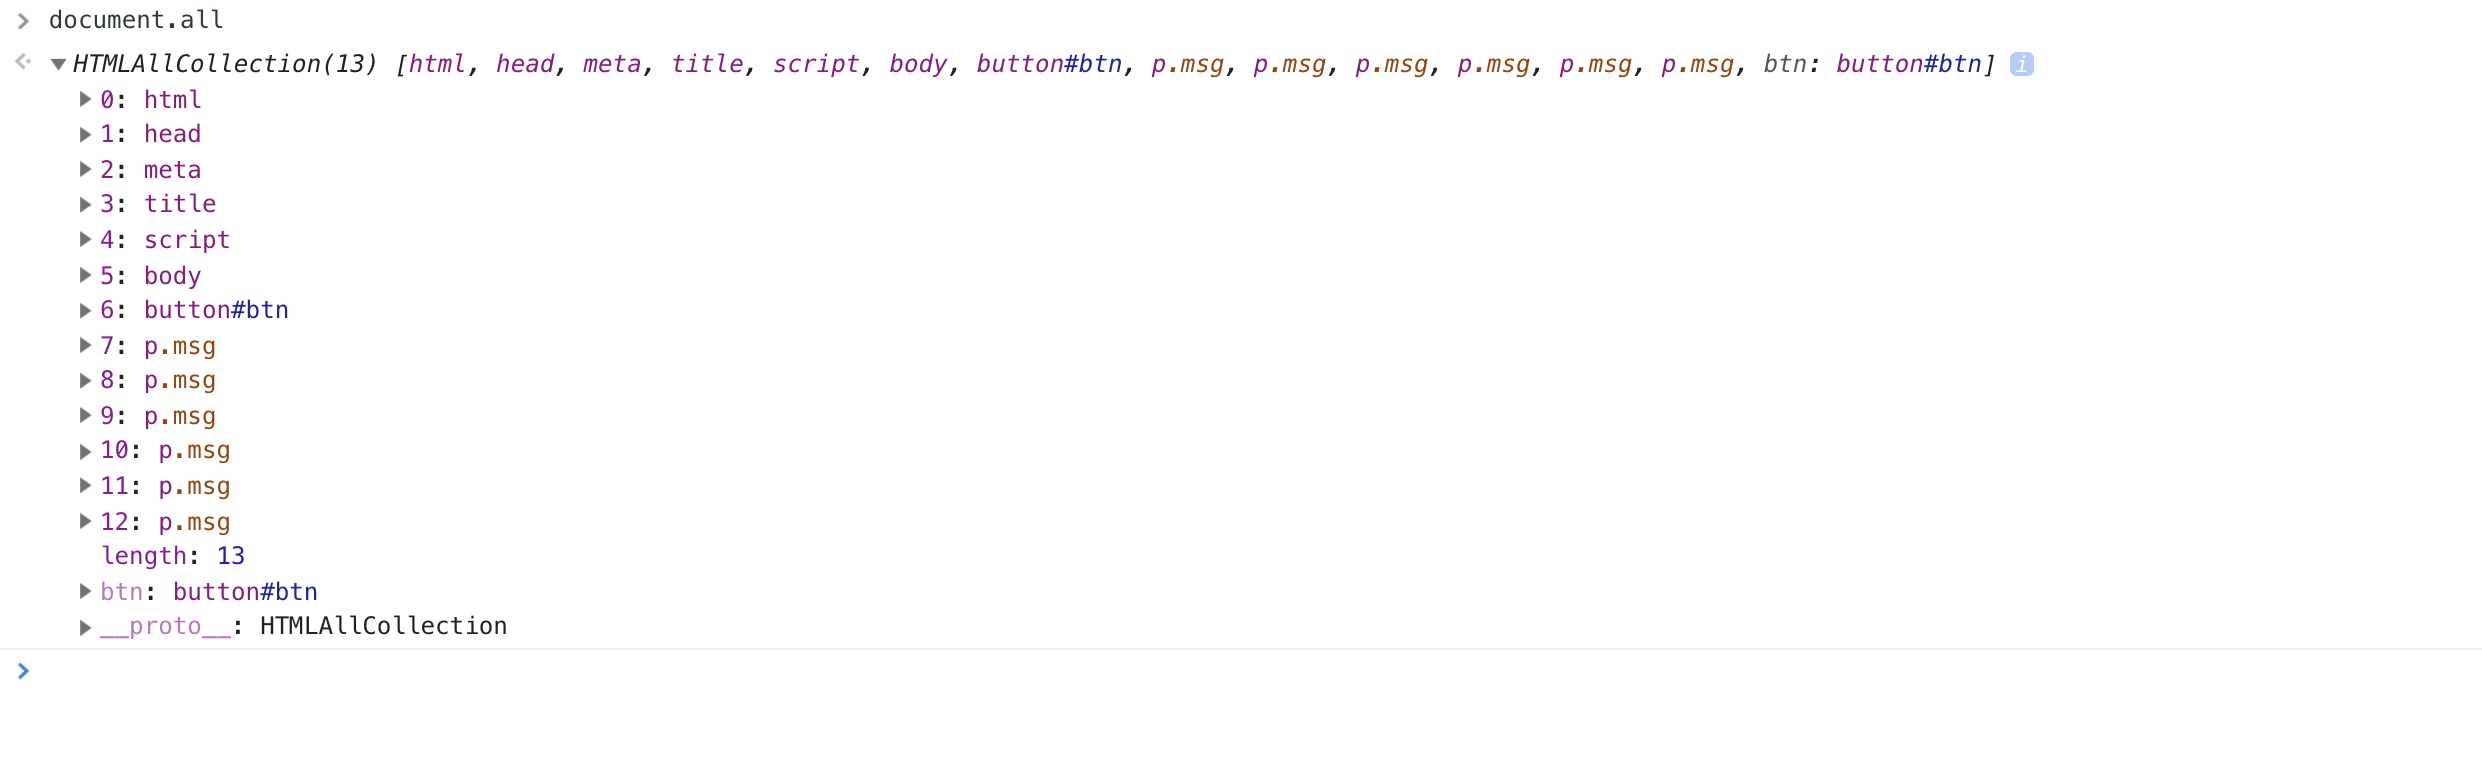 document.all
HTMLAllCollection(13) [html, head, meta, title, script, body, button#btn, p.msg, p.msg, p.msg, p.msg, p.msg, p.msg, btn: button#btn] i
0: html
1: head
2: meta
3: title
4: script
5: body
6: button#btn
7: p.msg
8: p.msg
9: p.msg
10: p.msg
11: p.msg
12: p.msg
length: 13
btn: button#btn
__proto__: HTMLAllCollection